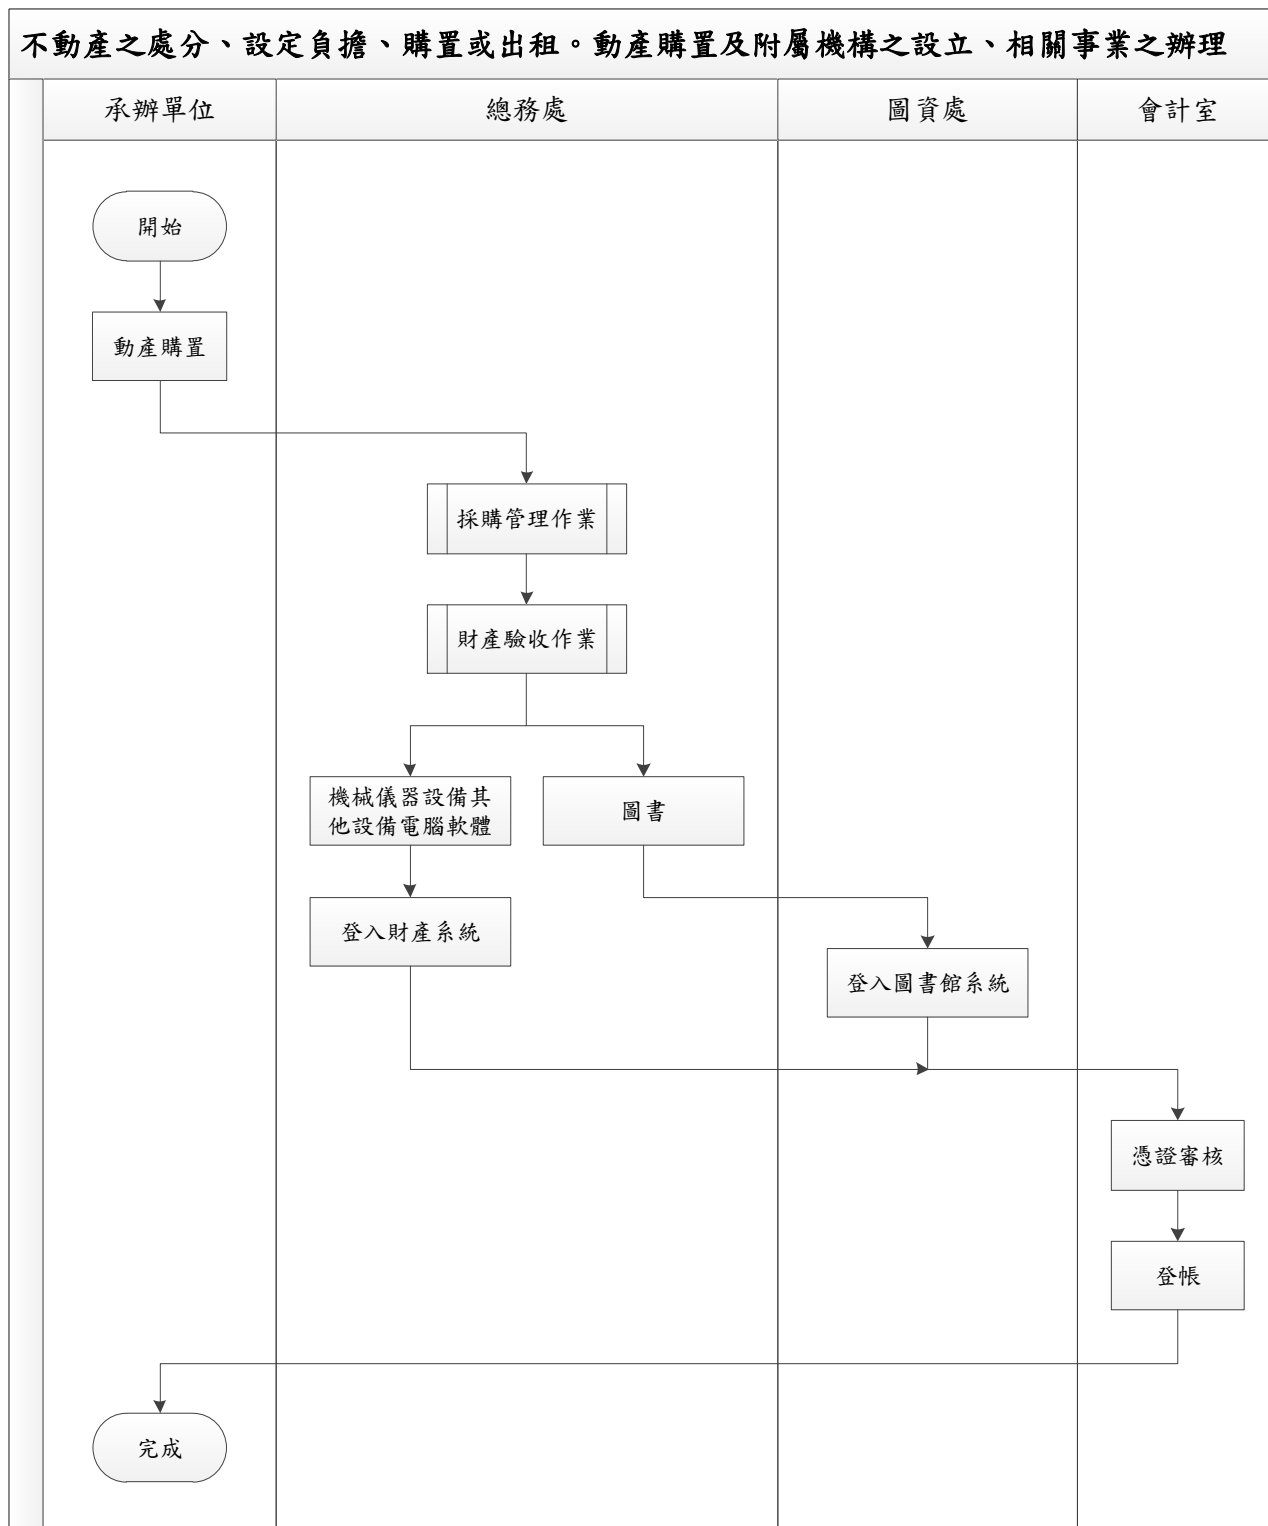 不動產之處分、設定負擔、購置或出租。動產購置及附屬機構之設立、相關事業之辦理
承辦單位
總務處
圖資處
會計室
開始
動產購置
採購管理作業
財產驗收作業
機械儀器設備其
他設備電腦軟體
圖書
登入財產系統
登入圖書館系統
憑證審核
登帳
完成